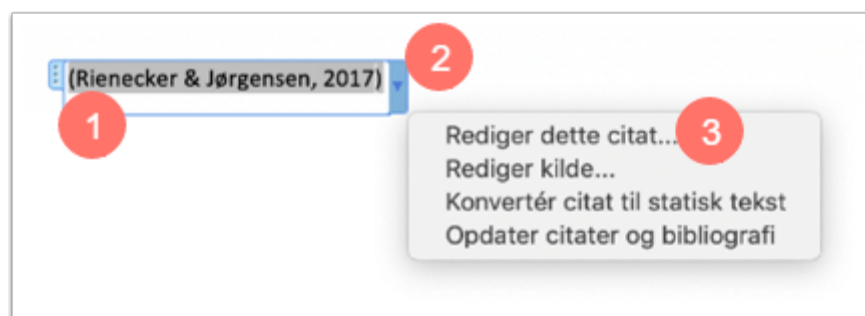 (Rienecker & Jørgensen, 2017)
2
1
Rediger dette citat...
3
Rediger kilde...
Konvertér citat til statisk tekst
Opdater citater og bibliografi